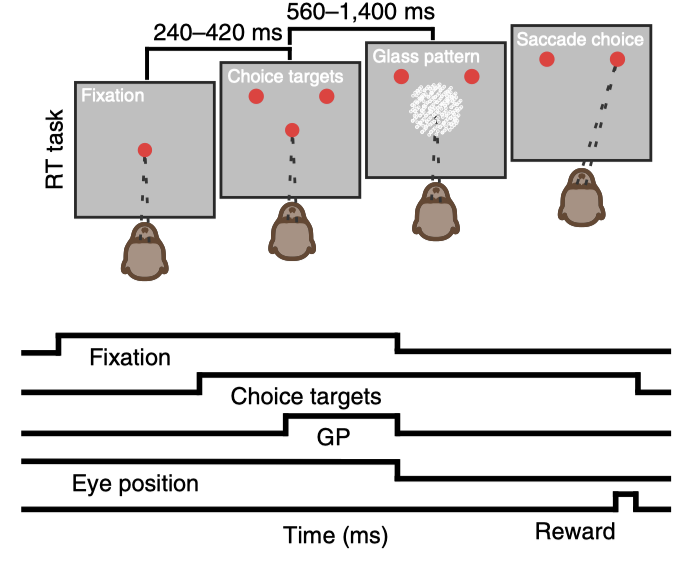 560–1,400 ms
240–420 ms
Saccade choice
Glass pattern
Choice targets
Fixation
RT task
Fixation
Choice targets
GP
Eye position
Time (ms)
Reward